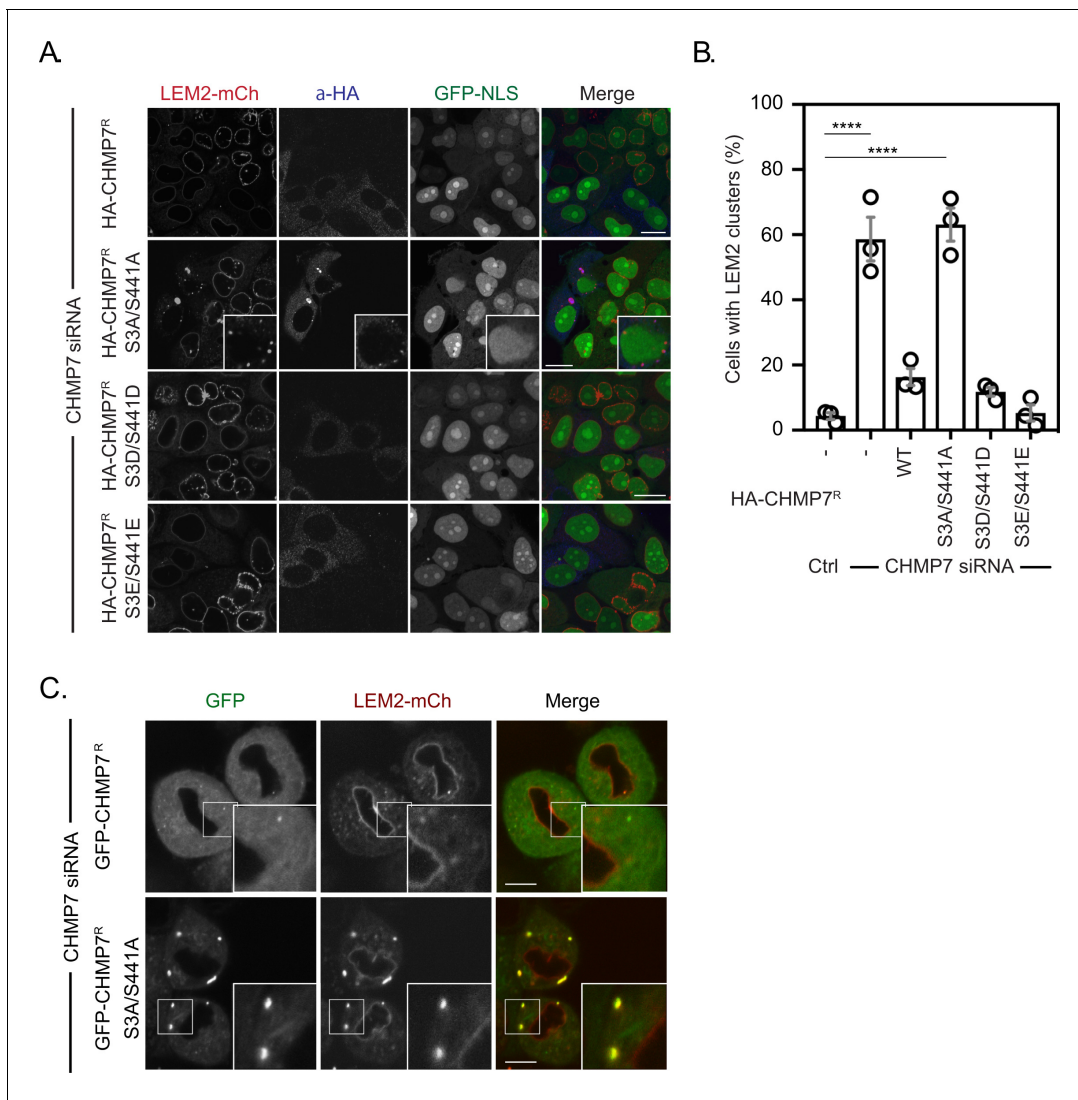 A.
LEM2-mCh
a-HA
GFP-NLS
Merge
CHMP7 siRNA
HA-CHMP7R
HA-CHMP7R
S3A/S441A
HA-CHMP7R
S3D/S441D
HA-CHMP7R
S3E/S441E
B.
Cells with LEM2 clusters (%)
100
80
60
40
20
0
****
****
-
-
WT
S3A/S441A
S3D/S441D
S3E/S441E
HA-CHMP7R
Ctrl
CHMP7 siRNA
C.
GFP
LEM2-mCh
Merge
CHMP7 siRNA
GFP-CHMP7R
GFP-CHMP7R
S3A/S441A